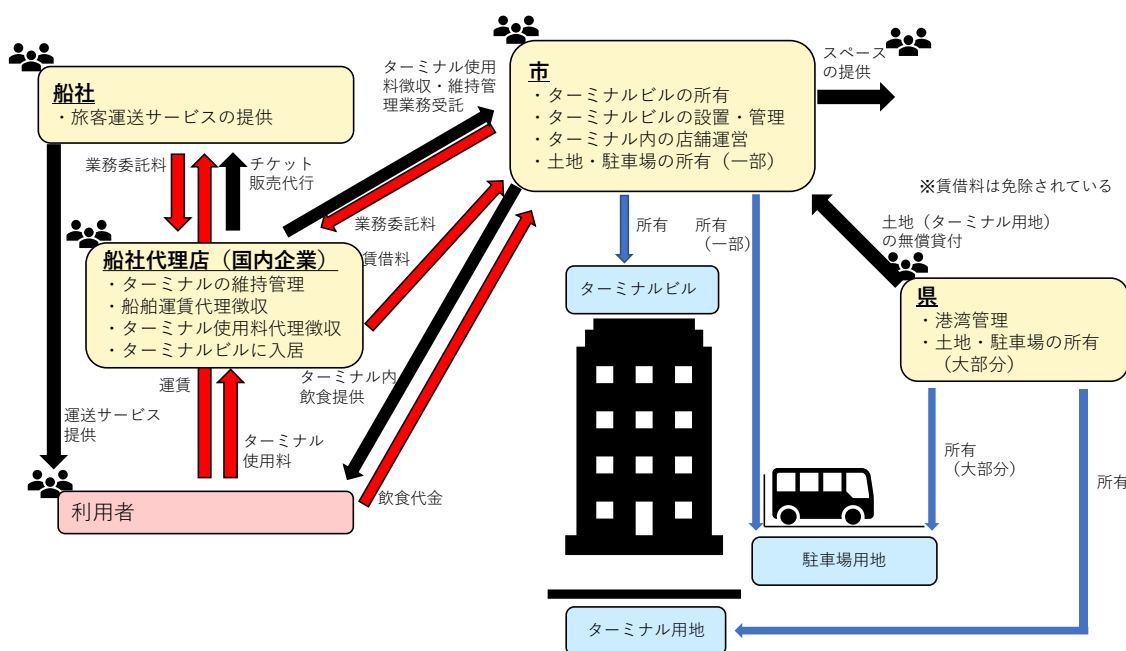 船社
・旅客運送サービスの提供
ターミナル使用
料徴収・維持管
理業務受託
市
・ターミナルビルの所有
・ターミナルビルの設置・管理
・ターミナル内の店舗運営
・土地・駐車場の所有（一部）
スペース
の提供
業務委託料
チケット
販売代行
※賃借料は免除されている
土地（ターミナル用地）
の無償貸付
業務委託料
賃借料
所有
所有
（一部）
船社代理店（国内企業）
・ターミナルの維持管理
・船舶運賃代理徴収
・ターミナル使用料代理徴収
・ターミナルビルに入居
ターミナルビル
県
・港湾管理
・土地・駐車場の所有
（大部分）
運賃
ターミナル内
飲食提供
運送サービス
提供
ターミナル
使用料
所有
（大部分）
所有
飲食代金
利用者
駐車場用地
ターミナル用地